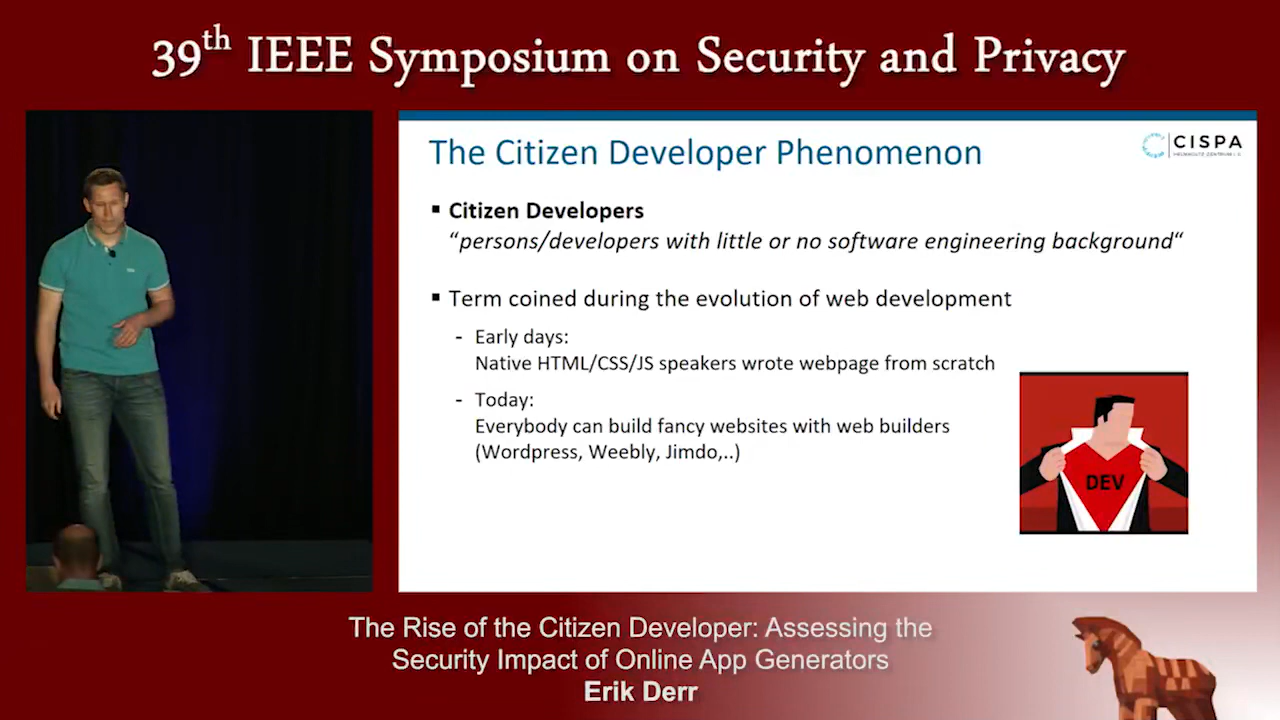 39th IEEE Symposium on Security and Privacy
The Citizen Developer Phenomenon
CISPA
▪ Citizen Developers
“persons/developers with little or no software engineering background“
▪ Term coined during the evolution of web development
- Early days:
Native HTML/CSS/JS speakers wrote webpage from scratch
- Today:
Everybody can build fancy websites with web builders
(Wordpress, Weebly, Jimdo,..)
DEV
The Rise of the Citizen Developer: Assessing the
Security Impact of Online App Generators
Erik Derr